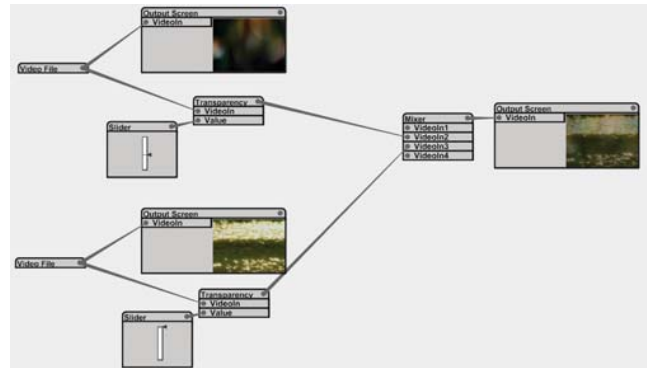 Output Screen
VideoIn
Video File
Transparency
VideoIn
Value
Slider
Mixer
VideoIn1
VideoIn2
VideoIn3
VideoIn4
Output Screen
VideoIn
Output Screen
VideoIn
Video File
Transparency
VideoIn
Value
Slider